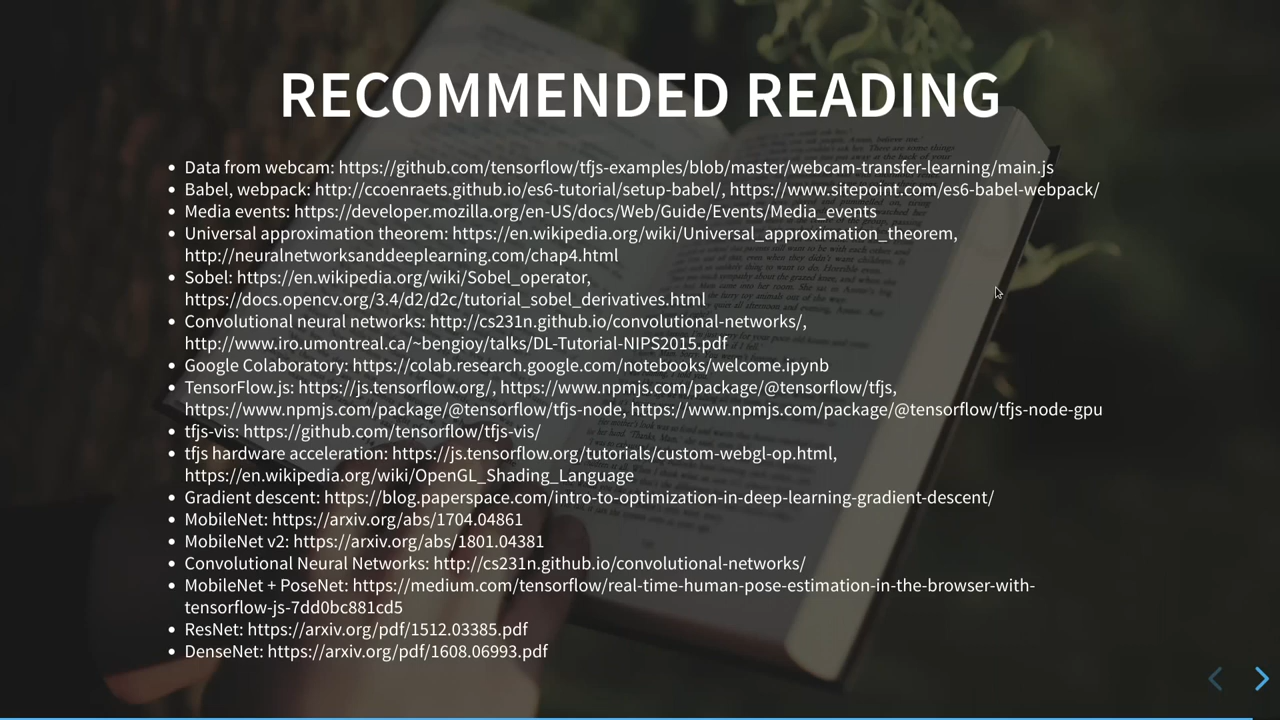 RECOMMENDED READING
• Data from webcam: https://github.com/tensorflow/tfjs-examples/blob/master/webcam-transfer-learning/main.js
• Babel, webpack: http://ccoenraets.github.io/es6-tutorial/setup-babel/, https://www.sitepoint.com/es6-babel-webpack/
• Media events: https://developer.mozilla.org/en-US/docs/Web/Guide/Events/Media_events
• Universal approximation theorem: https://en.wikipedia.org/wiki/Universal_approximation_theorem,
http://neuralnetworksanddeeplearning.com/chap4.html
• Sobel: https://en.wikipedia.org/wiki/Sobel_operator,
https://docs.opencv.org/3.4/d2/d2c/tutorial_sobel_derivatives.html
• Convolutional neural networks: http://cs231n.github.io/convolutional-networks/,
http://www.iro.umontreal.ca/~bengioy/talks/DL-Tutorial-NIPS2015.pdf
• Google Colaboratory: https://colab.research.google.com/notebooks/welcome.ipynb
• TensorFlow.js: https://js.tensorflow.org/, https://www.npmjs.com/package/@tensorflow/tfjs,
https://www.npmjs.com/package/@tensorflow/tfjs-node, https://www.npmjs.com/package/@tensorflow/tfjs-node-gpu
• tfjs-vis: https://github.com/tensorflow/tfjs-vis/
• tfjs hardware acceleration: https://js.tensorflow.org/tutorials/custom-webgl-op.html,
https://en.wikipedia.org/wiki/OpenGL_Shading_Language
• Gradient descent: https://blog.paperspace.com/intro-to-optimization-in-deep-learning-gradient-descent/
• MobileNet: https://arxiv.org/abs/1704.04861
• MobileNet v2: https://arxiv.org/abs/1801.04381
• Convolutional Neural Networks: http://cs231n.github.io/convolutional-networks/
• MobileNet + PoseNet: https://medium.com/tensorflow/real-time-human-pose-estimation-in-the-browser-with-
tensorflow-js-7dd0bc881cd5
• ResNet: https://arxiv.org/pdf/1512.03385.pdf
• DenseNet: https://arxiv.org/pdf/1608.06993.pdf